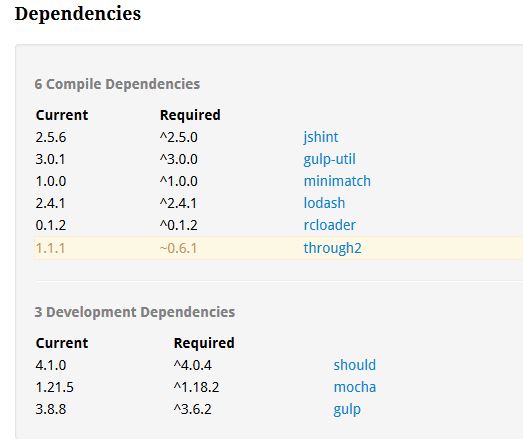 Dependencies
6 Compile Dependencies
Current Required
2.5.6 ^2.5.0 jshint
3.0.1 ^3.0.0 gulp-util
1.0.0 ^1.0.0 minimatch
2.4.1 ^2.4.1 lodash
0.1.2 ^0.1.2 rcloader
1.1.1 ~0.6.1 through2
3 Development Dependencies
Current Required
4.1.0 ^4.0.4 should
1.21.5 ^1.18.2 mocha
3.8.8 ^3.6.2 gulp